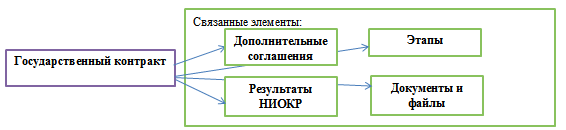 Связанные элементы:
Государственный контракт
Дополнительные
соглашения
Этапы
Результаты
НИОКР
Документы и
файлы